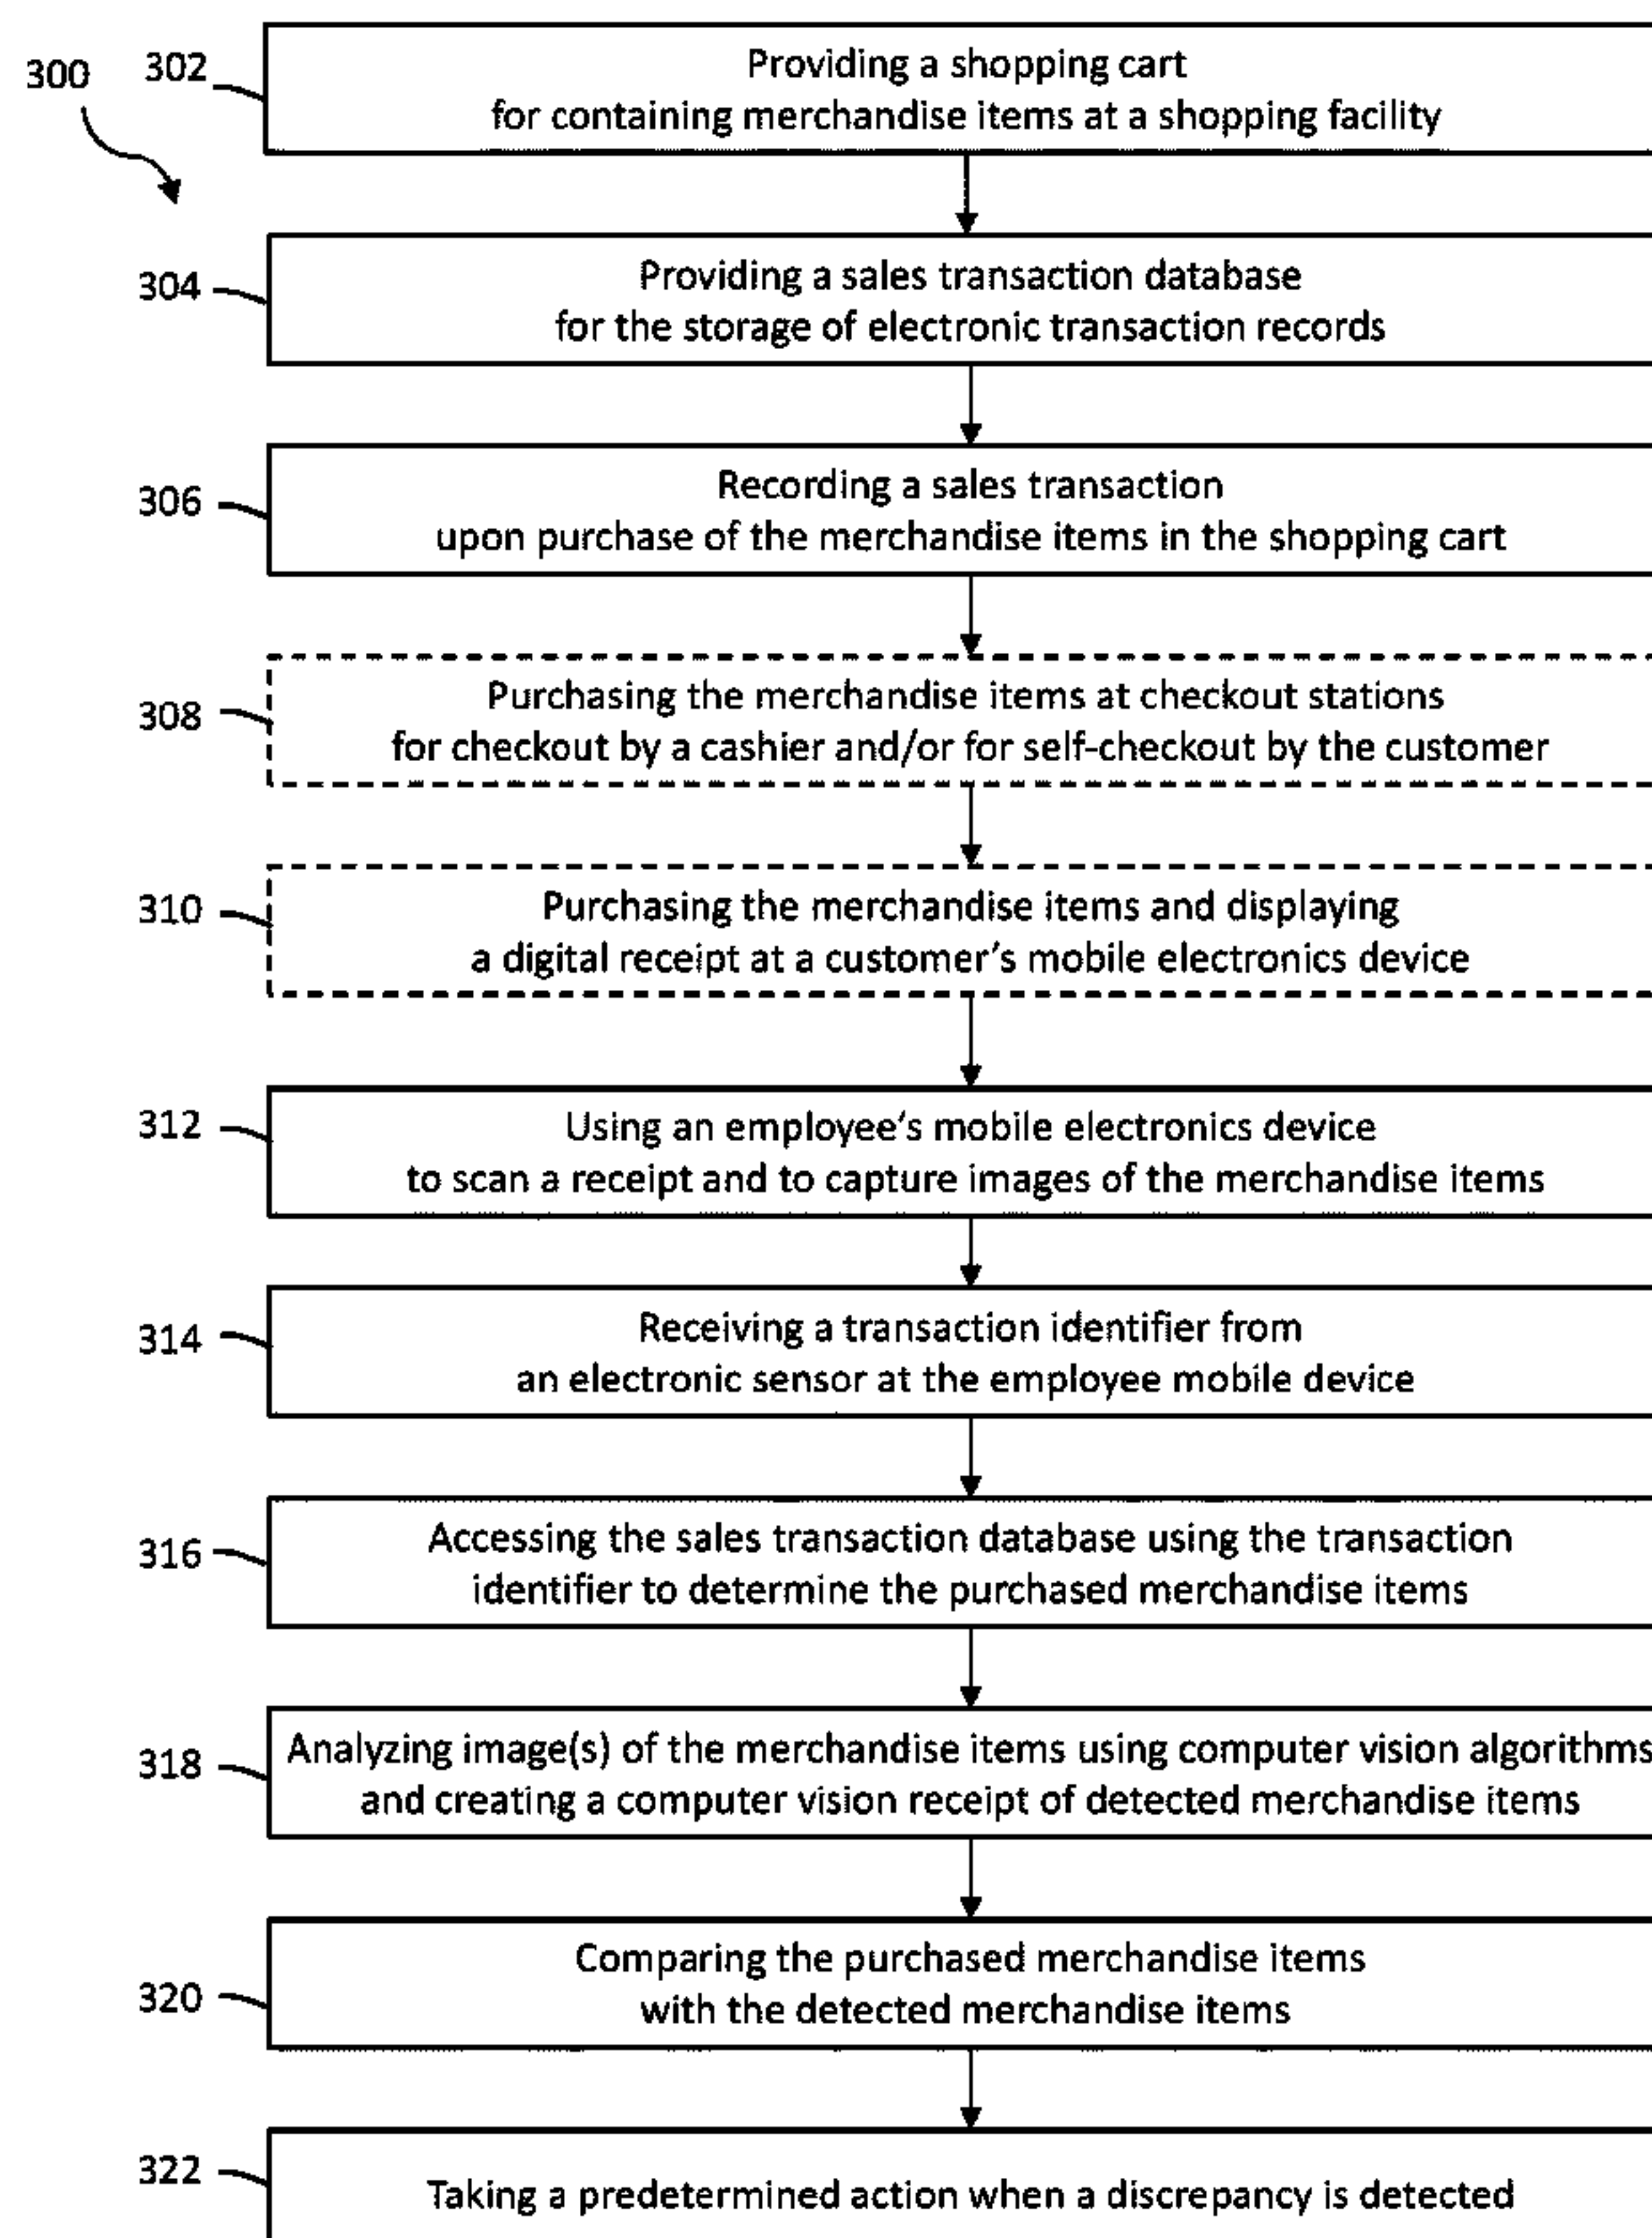 300
302
Providing a shopping cart
for containing merchandise items at a shopping facility
304
Providing a sales transaction database
for the storage of electronic transaction records
306
Recording a sales transaction
upon purchase of the merchandise items in the shopping cart
308
Purchasing the merchandise items at checkout stations
for checkout by a cashier and/or for self-checkout by the customer
310
Purchasing the merchandise items and displaying
a digital receipt at a customer's mobile electronics device
312
Using an employee's mobile electronics device
to scan a receipt and to capture images of the merchandise items
314
Receiving a transaction identifier from
an electronic sensor at the employee mobile device
316
Accessing the sales transaction database using the transaction
identifier to determine the purchased merchandise items
318
Analyzing image(s) of the merchandise items using computer vision algorithms
and creating a computer vision receipt of detected merchandise items
320
Comparing the purchased merchandise items
with the detected merchandise items
322
Taking a predetermined action when a discrepancy is detected